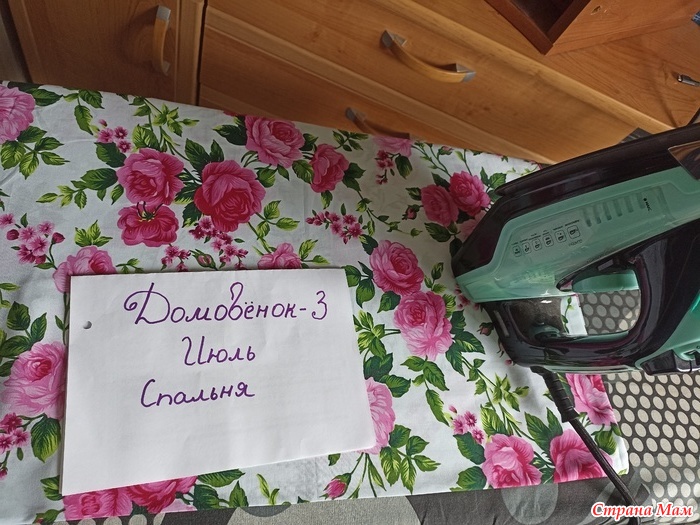 Домовёнок-3
Июль
Спальня
Страна Мам